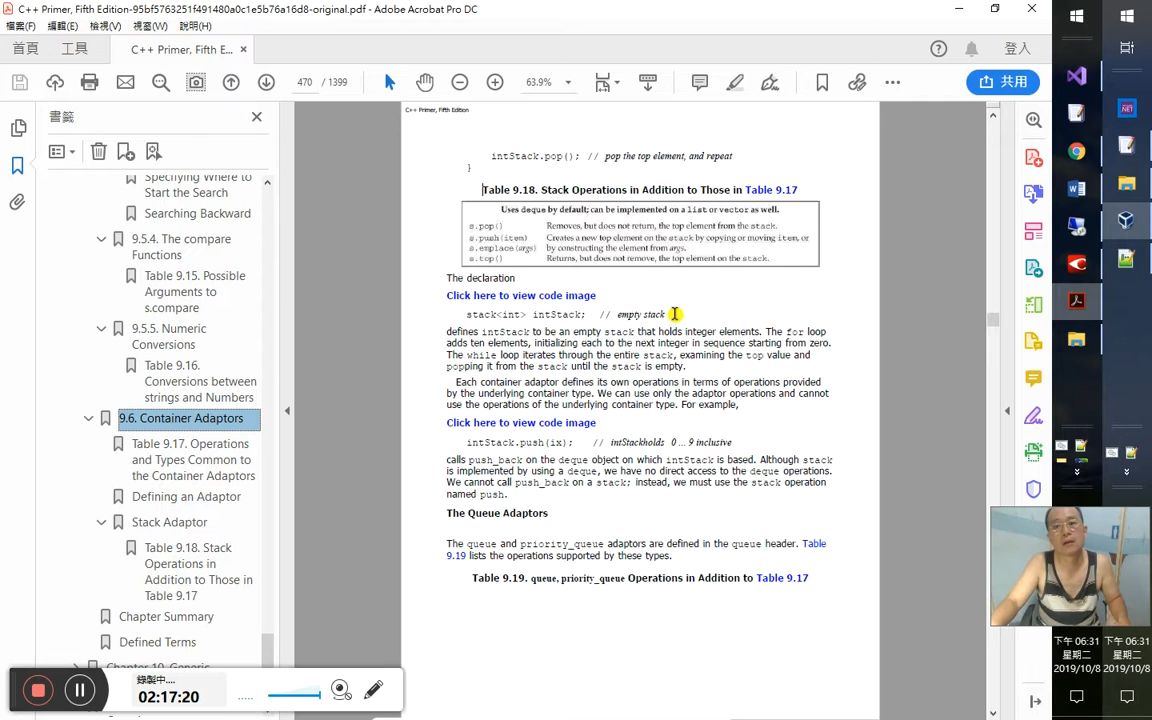 C++ Primer, Fifth Edition-95bf5763251f491480a0c1e5b76a16d8-original.pdf - Adobe Acrobat Pro DC
檔案(F) 編輯(E) 檢視(V) 視窗(W) 說明(H)
首頁 工具 C++ Primer, Fifth E... × 登入
470 / 1399 63.9% 共用
書籤
Specifying Where to
Start the Search
Searching Backward
9.5.4. The compare
Functions
Table 9.15. Possible
Arguments to
s.compare
9.5.5. Numeric
Conversions
Table 9.16.
Conversions between
strings and Numbers
9.6. Container Adaptors
Table 9.17. Operations
and Types Common to
the Container Adaptors
Defining an Adaptor
Stack Adaptor
Table 9.18. Stack
Operations in
Addition to Those in
Table 9.17
Chapter Summary
Defined Terms
Chapter 10. Generic
C++ Primer, Fifth Edition
intStack.pop(); // pop the top element, and repeat
}
Table 9.18. Stack Operations in Addition to Those in Table 9.17
Uses deque by default; can be implemented on a list or vector as well.
s.pop() Removes, but does not return, the top element from the stack.
s.push(item) Creates a new top element on the stack by copying or moving item, or
s.emplace(args) by constructing the element from args.
s.top() Returns, but does not remove, the top element on the stack.
The declaration
Click here to view code image
stack<int> intStack; // empty stack
defines intStack to be an empty stack that holds integer elements. The for loop
adds ten elements, initializing each to the next integer in sequence starting from zero.
The while loop iterates through the entire stack, examining the top value and
popping it from the stack until the stack is empty.
Each container adaptor defines its own operations in terms of operations provided
by the underlying container type. We can use only the adaptor operations and cannot
use the operations of the underlying container type. For example,
Click here to view code image
intStack.push(ix); // intStackholds 0 ... 9 inclusive
calls push_back on the deque object on which intStack is based. Although stack
is implemented by using a deque, we have no direct access to the deque operations.
We cannot call push_back on a stack; instead, we must use the stack operation
named push.
The Queue Adaptors
The queue and priority_queue adaptors are defined in the queue header. Table
9.19 lists the operations supported by these types.
Table 9.19. queue, priority_queue Operations in Addition to Table 9.17
錄製中....
02:17:20
.NET
下午 06:31 下午 06:31
星期二 星期二
2019/10/8 2019/10/8